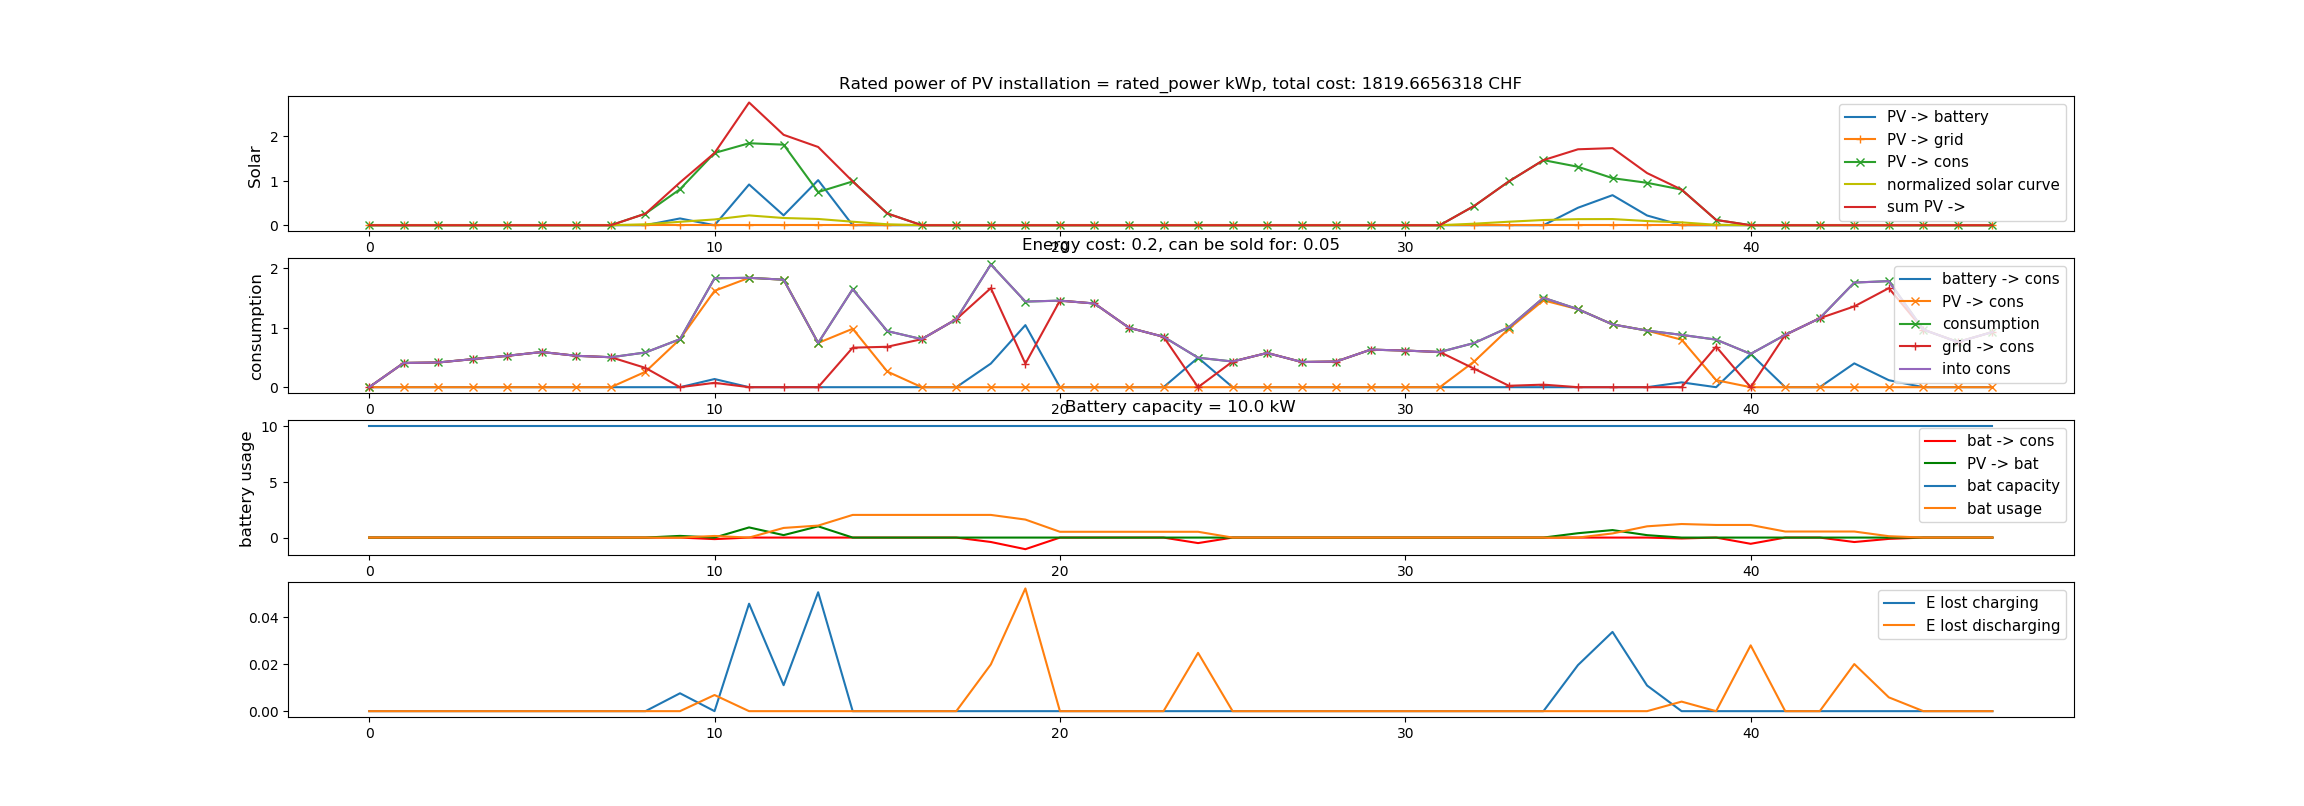 Rated power of PV installation = rated_power kWp, total cost: 1819.6656318 CHF
Solar
2
1
0
PV -> battery
PV -> grid
PV -> cons
normalized solar curve
sum PV ->
0 10 20 30 40
Energy cost: 0.2, can be sold for: 0.05
consumption
2
1
0
battery -> cons
PV -> cons
consumption
grid -> cons
into cons
0 10 20 30 40
Battery capacity = 10.0 kW
battery usage
10
5
0
bat -> cons
PV -> bat
bat capacity
bat usage
0 10 20 30 40
0.04
0.02
0.00
E lost charging
E lost discharging
0 10 20 30 40